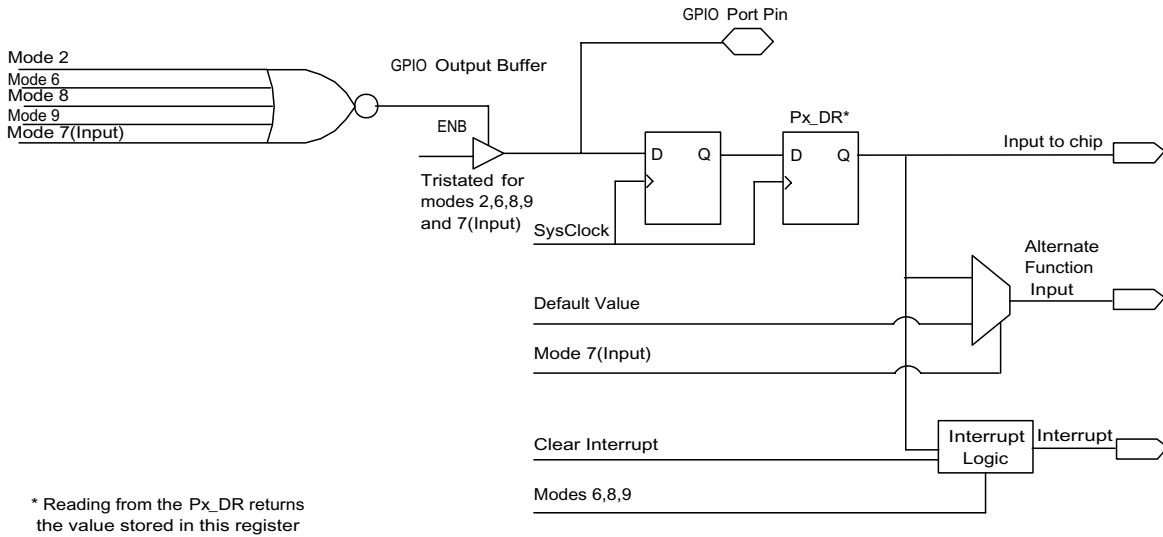 GPIO Port Pin
Mode 2
Mode 6
Mode 8
Mode 9
Mode 7(Input)
GPIO Output Buffer
ENB
Tristated for
modes 2,6,8,9
and 7(Input)
SysClock
D Q
Px_DR*
D Q
Input to chip
Alternate
Function
Input
Default Value
Mode 7(Input)
Clear Interrupt
Interrupt
Logic
Interrupt
Modes 6,8,9
* Reading from the Px_DR returns
the value stored in this register